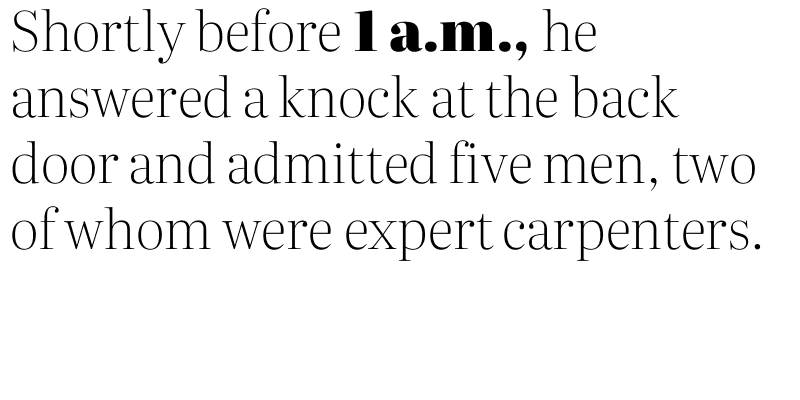 Shortly before 1 a.m., he
answered a knock at the back
door and admitted five men, two
of whom were expert carpenters.